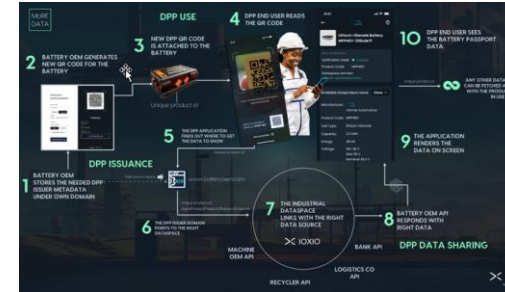 MORE
DATA
DPP USE
2
BATTERY OEM GENERATES
NEW QR CODE FOR THE
BATTERY
3
NEW DPP QR CODE
IS ATTACHED TO THE
BATTERY
Unique product id
4
DPP END USER READS
THE QR CODE
10
DPP END USER SEES
THE BATTERY PASSPORT
DATA
ANY OTHER DATA
CAN BE FETCHED A
WITH THE PRODU
IN USE
5
THE DPP APPLICATION
FINDS OUT WHERE TO GET
THE DATA TO SHOW
DPP ISSUANCE
1
BATTERY OEM
STORES THE NEEDED DPP
ISSUER METADATA
UNDER OWN DOMAIN
www.batteryoem.com
6
THE DPP ISSUER DOMAIN
POINTS TO THE RIGHT
DATASPACE
7
THE INDUSTRIAL
DATASPACE
LINKS WITH THE RIGHT
DATA SOURCE
IOXIO
8
BATTERY OEM API
RESPONDS WITH
RIGHT DATA
9
THE APPLICATION
RENDERS THE
DATA ON SCREEN
DPP DATA SHARING
MACHINE
OEM API
BANK API
LOGISTICS CO
API
RECYCLER API